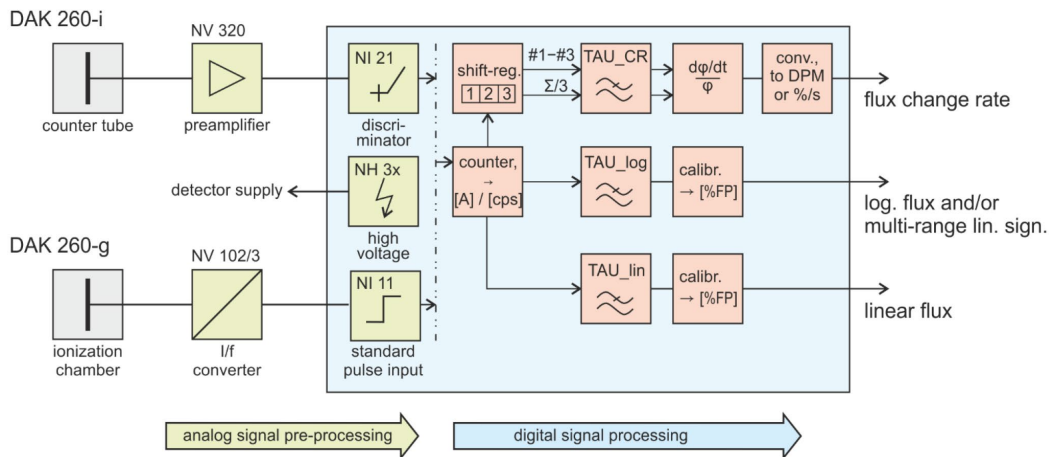 DAK 260-i
NV 320
counter tube
preamplifier
NI 21
discri-
minator
shift-reg.
1 2 3
#1–#3
Σ/3
TAU_CR
dφ/dt
φ
conv.,
to DPM
or %/s
flux change rate
detector supply
NH 3x
high
voltage
counter,
→
[A] / [cps]
TAU_log
calibr.
→ [%FP]
log. flux and/or
multi-range lin. sign.
DAK 260-g
NV 102/3
ionization
chamber
I/f
converter
NI 11
standard
pulse input
TAU_lin
calibr.
→ [%FP]
linear flux
analog signal pre-processing
digital signal processing